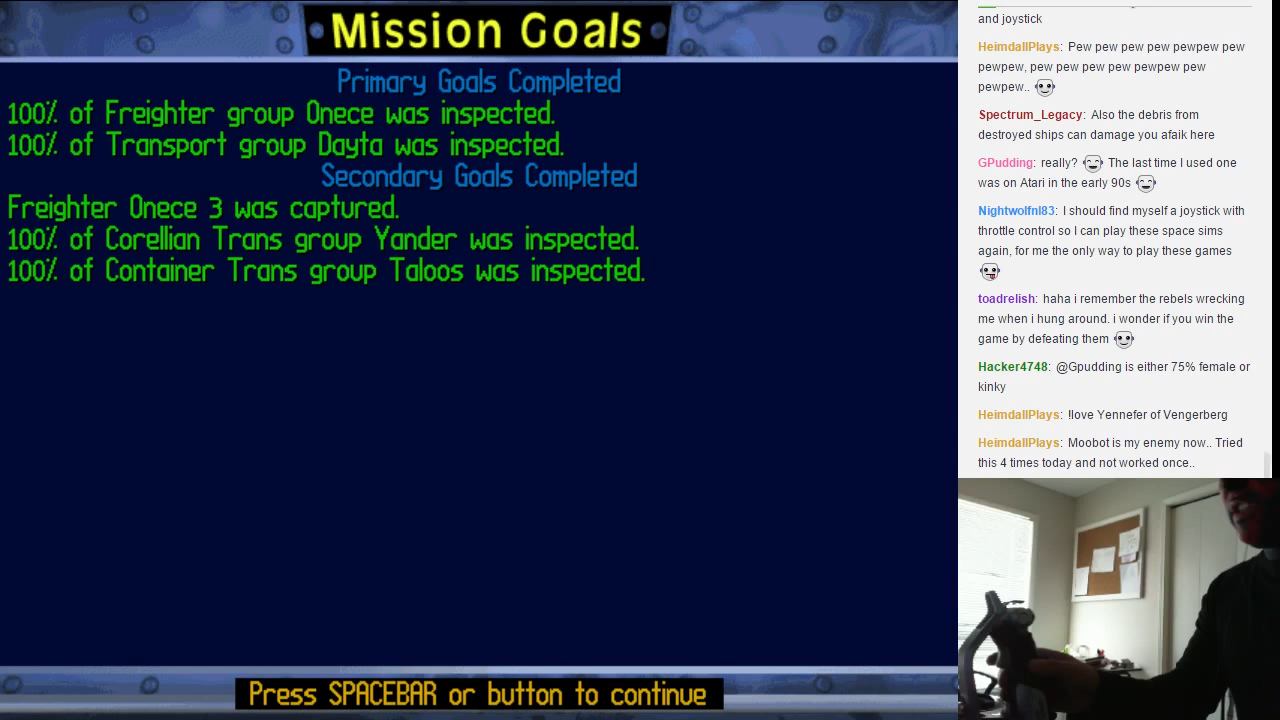 Mission Goals
Primary Goals Completed
100% of Freighter group Onece was inspected.
100% of Transport group Dayta was inspected.
Secondary Goals Completed
Freighter Onece 3 was captured.
100% of Corellian Trans group Yander was inspected.
100% of Container Trans group Taloos was inspected.
Press SPACEBAR or button to continue
and joystick
HeimdallPlays: Pew pew pew pew pewpew pew
pewpew, pew pew pew pew pewpew pew
pewpew..
Spectrum_Legacy: Also the debris from
destroyed ships can damage you afaik here
GPudding: really? The last time I used one
was on Atari in the early 90s
Nightwolfnl83: I should find myself a joystick with
throttle control so I can play these space sims
again, for me the only way to play these games
toadrelish: haha i remember the rebels wrecking
me when i hung around. i wonder if you win the
game by defeating them
Hacker4748: @Gpudding is either 75% female or
kinky
HeimdallPlays: !love Yennefer of Vengerberg
HeimdallPlays: Moobot is my enemy now.. Tried
this 4 times today and not worked once..